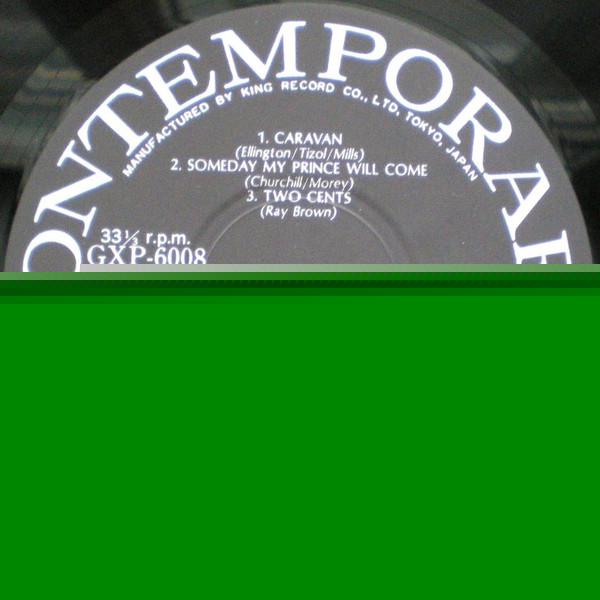 ONTEMPORAR
MANUFACTURED BY KING RECORD CO., LTD. TOKYO, JAPAN
1. CARAVAN
(Ellington/Tizol/Mills)
2. SOMEDAY MY PRINCE WILL COME
(Churchill/Morey)
3. TWO CENTS
(Ray Brown)
33⅓ r.p.m.
GXP-6008